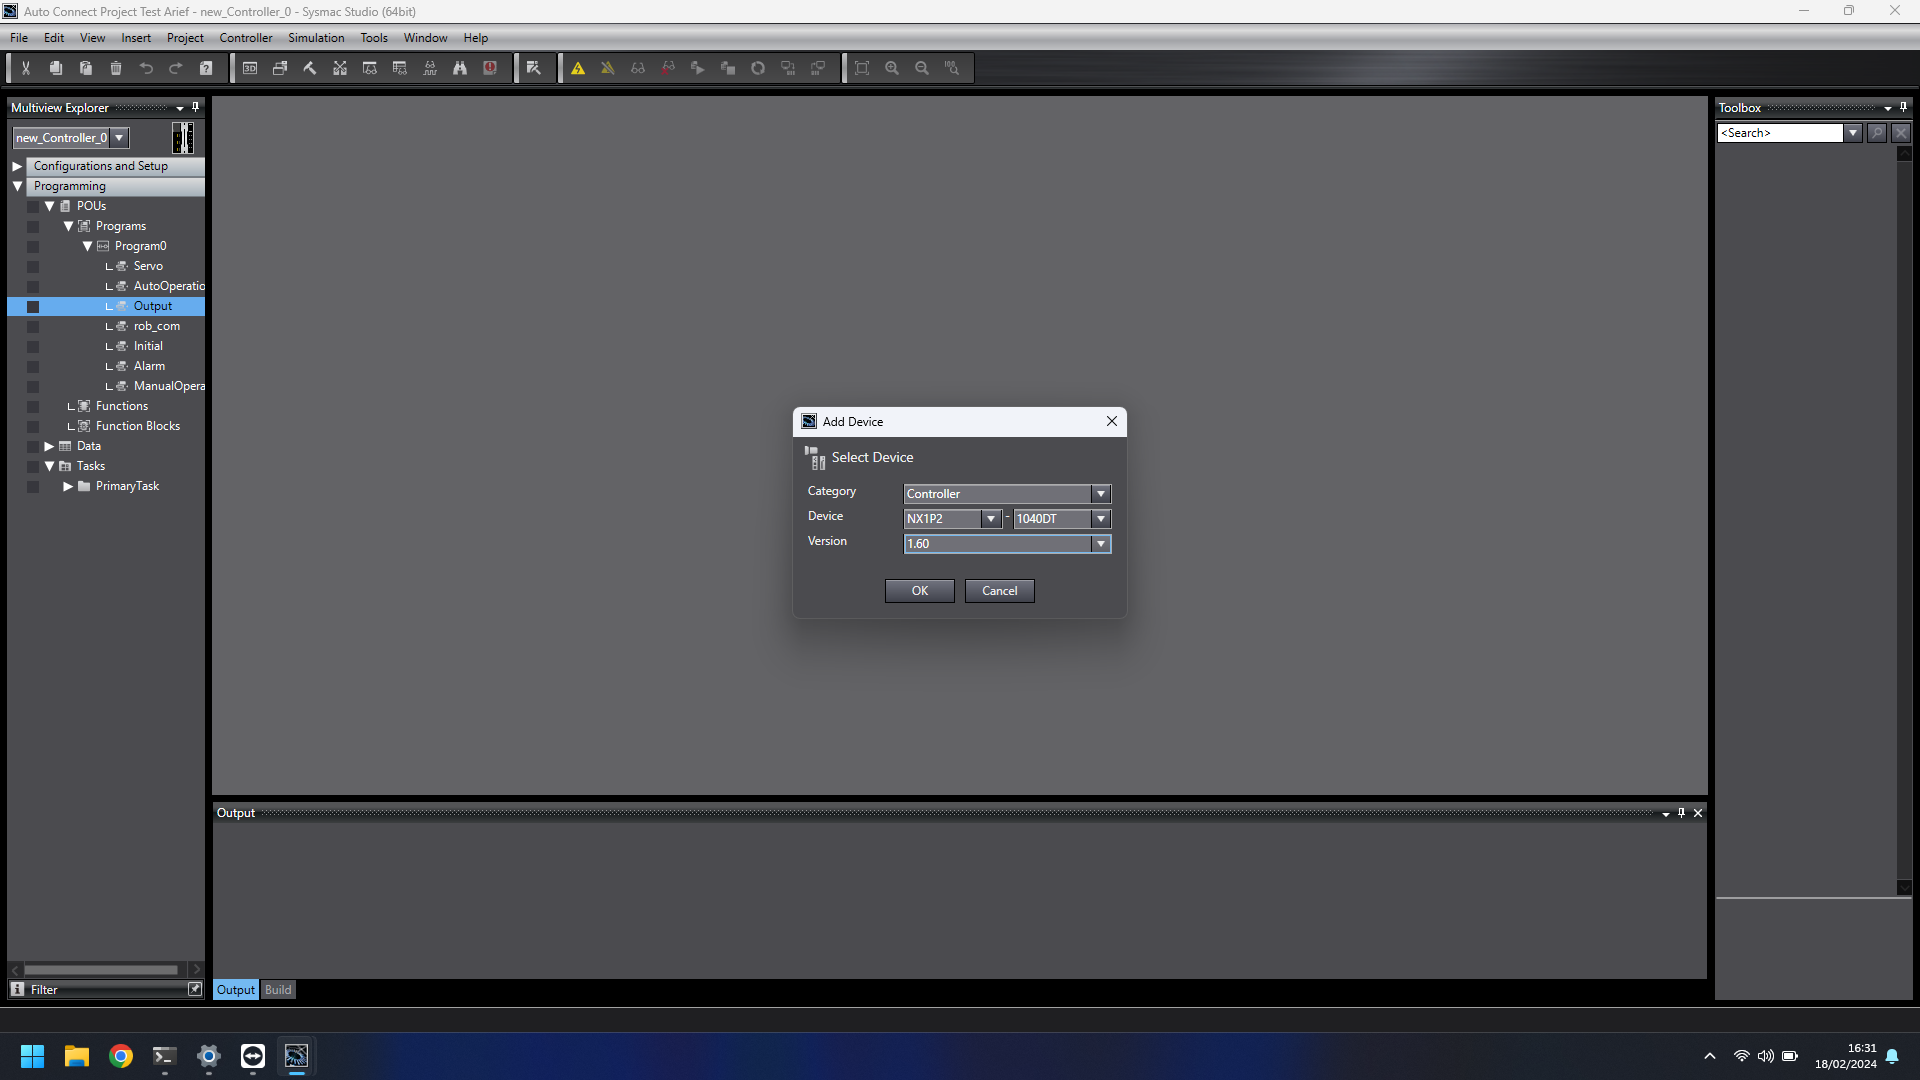 Auto Connect Project Test Arief - new_Controller_0 - Sysmac Studio (64bit)
File Edit View Insert Project Controller Simulation Tools Window Help
3D
100
Multiview Explorer
new_Controller_0
Configurations and Setup
Programming
POUs
Programs
Program0
Servo
AutoOperatio
Output
rob_com
Initial
Alarm
ManualOpera
Functions
Function Blocks
Data
Tasks
PrimaryTask
Filter
Add Device
Select Device
Category Controller
Device NX1P2 - 1040DT
Version 1.60
OK Cancel
Output
Output Build
Toolbox
<Search>
16:31
18/02/2024